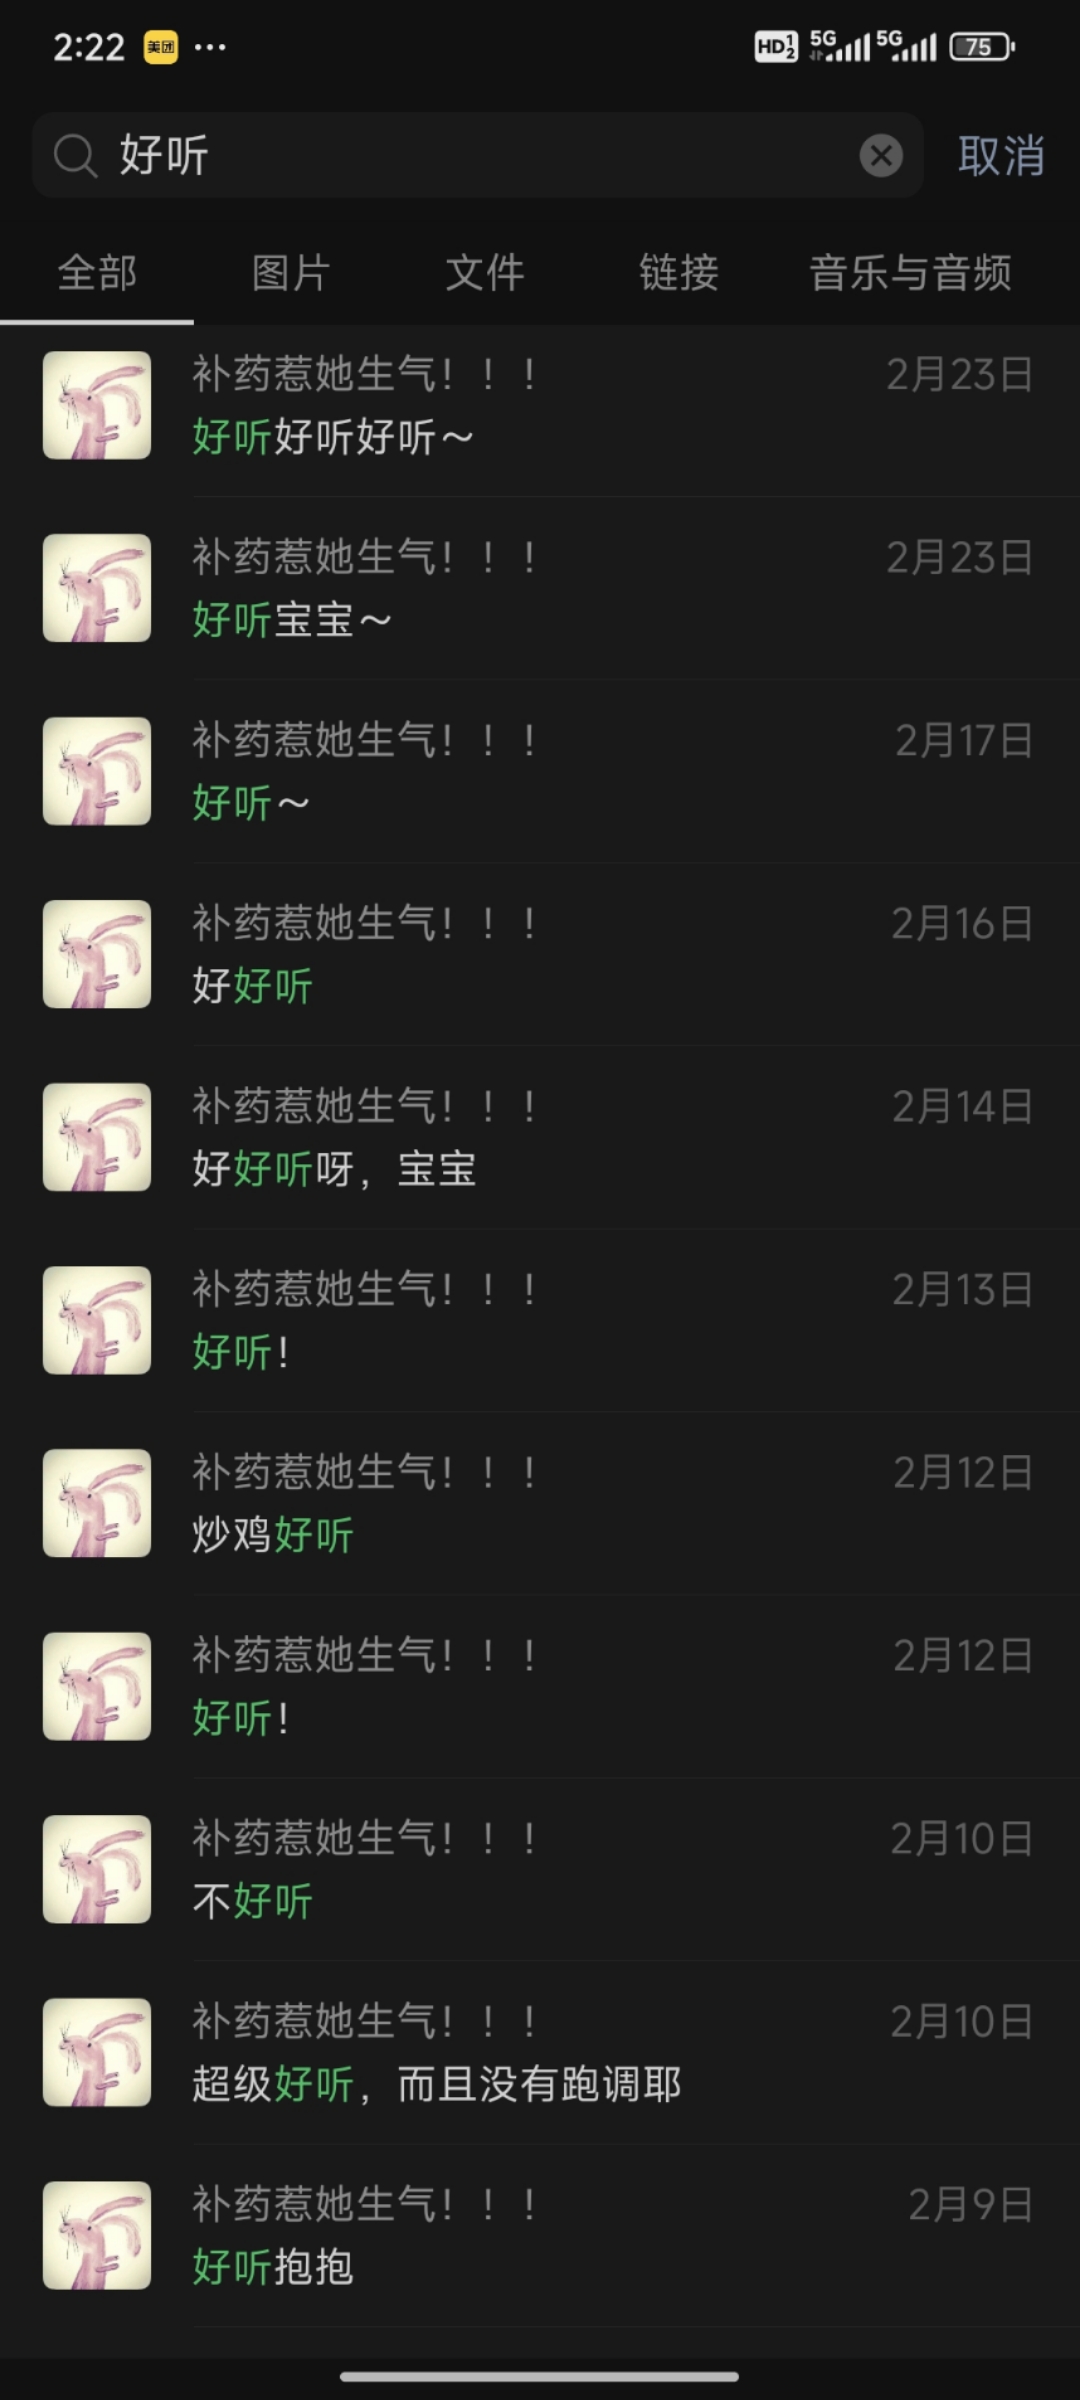 2:22 美团 ··· HD 1 2 5G 5G 75
好听 取消
全部 图片 文件 链接 音乐与音频
补药惹她生气！！！ 2月23日
好听好听好听～
补药惹她生气！！！ 2月23日
好听宝宝～
补药惹她生气！！！ 2月17日
好听～
补药惹她生气！！！ 2月16日
好好听
补药惹她生气！！！ 2月14日
好好听呀，宝宝
补药惹她生气！！！ 2月13日
好听！
补药惹她生气！！！ 2月12日
炒鸡好听
补药惹她生气！！！ 2月12日
好听！
补药惹她生气！！！ 2月10日
不好听
补药惹她生气！！！ 2月10日
超级好听，而且没有跑调耶
补药惹她生气！！！ 2月9日
好听抱抱